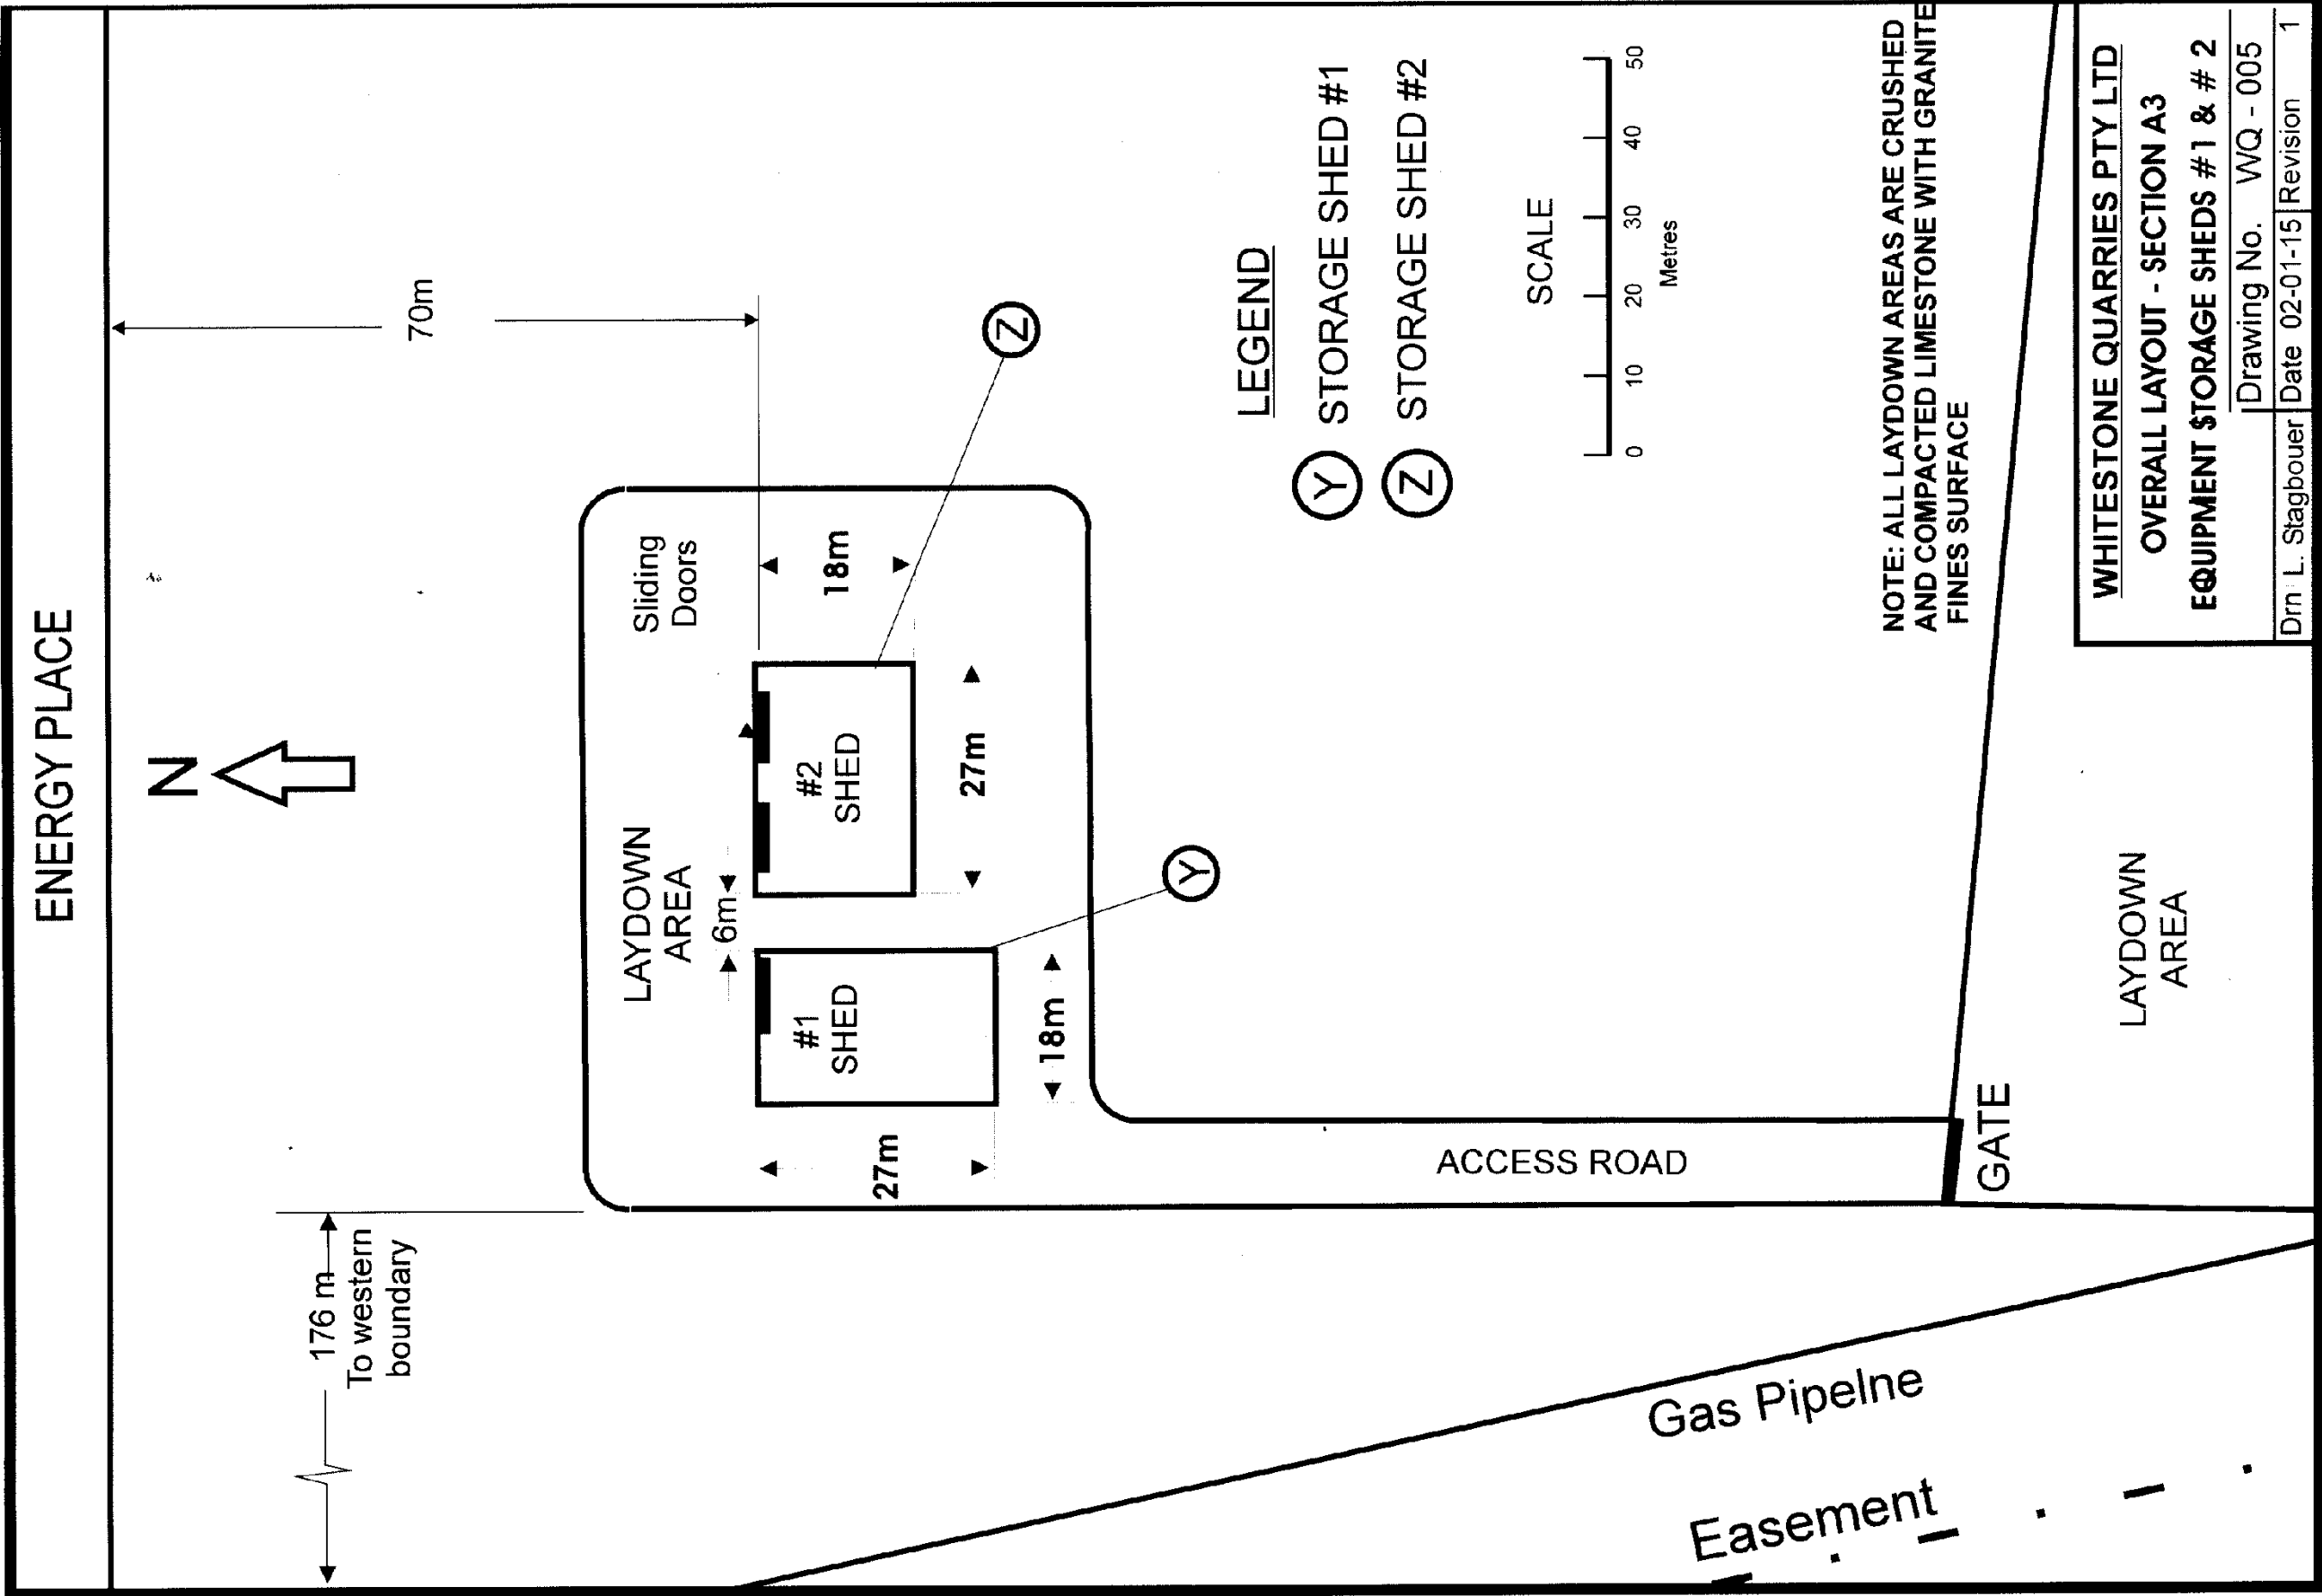 ENERGY PLACE
N
176 m
To western
boundary
70m
LAYDOWN
AREA
Sliding
Doors
6m
#1
SHED
#2
SHED
18m
27m
27m
18m
Z
Y
LEGEND
Y STORAGE SHED #1
Z STORAGE SHED #2
SCALE
0 10 20 30 40 50
Metres
ACCESS ROAD
Gas Pipelne
Easement
GATE
NOTE: ALL LAYDOWN AREAS ARE CRUSHED
AND COMPACTED LIMESTONE WITH GRANITE
FINES SURFACE
LAYDOWN
AREA
WHITESTONE QUARRIES PTY LTD
OVERALL LAYOUT - SECTION A3
EQUIPMENT STORAGE SHEDS # 1 & # 2
Drawing No. WQ - 005
Drn L. Stagbouer Date 02-01-15 Revision 1